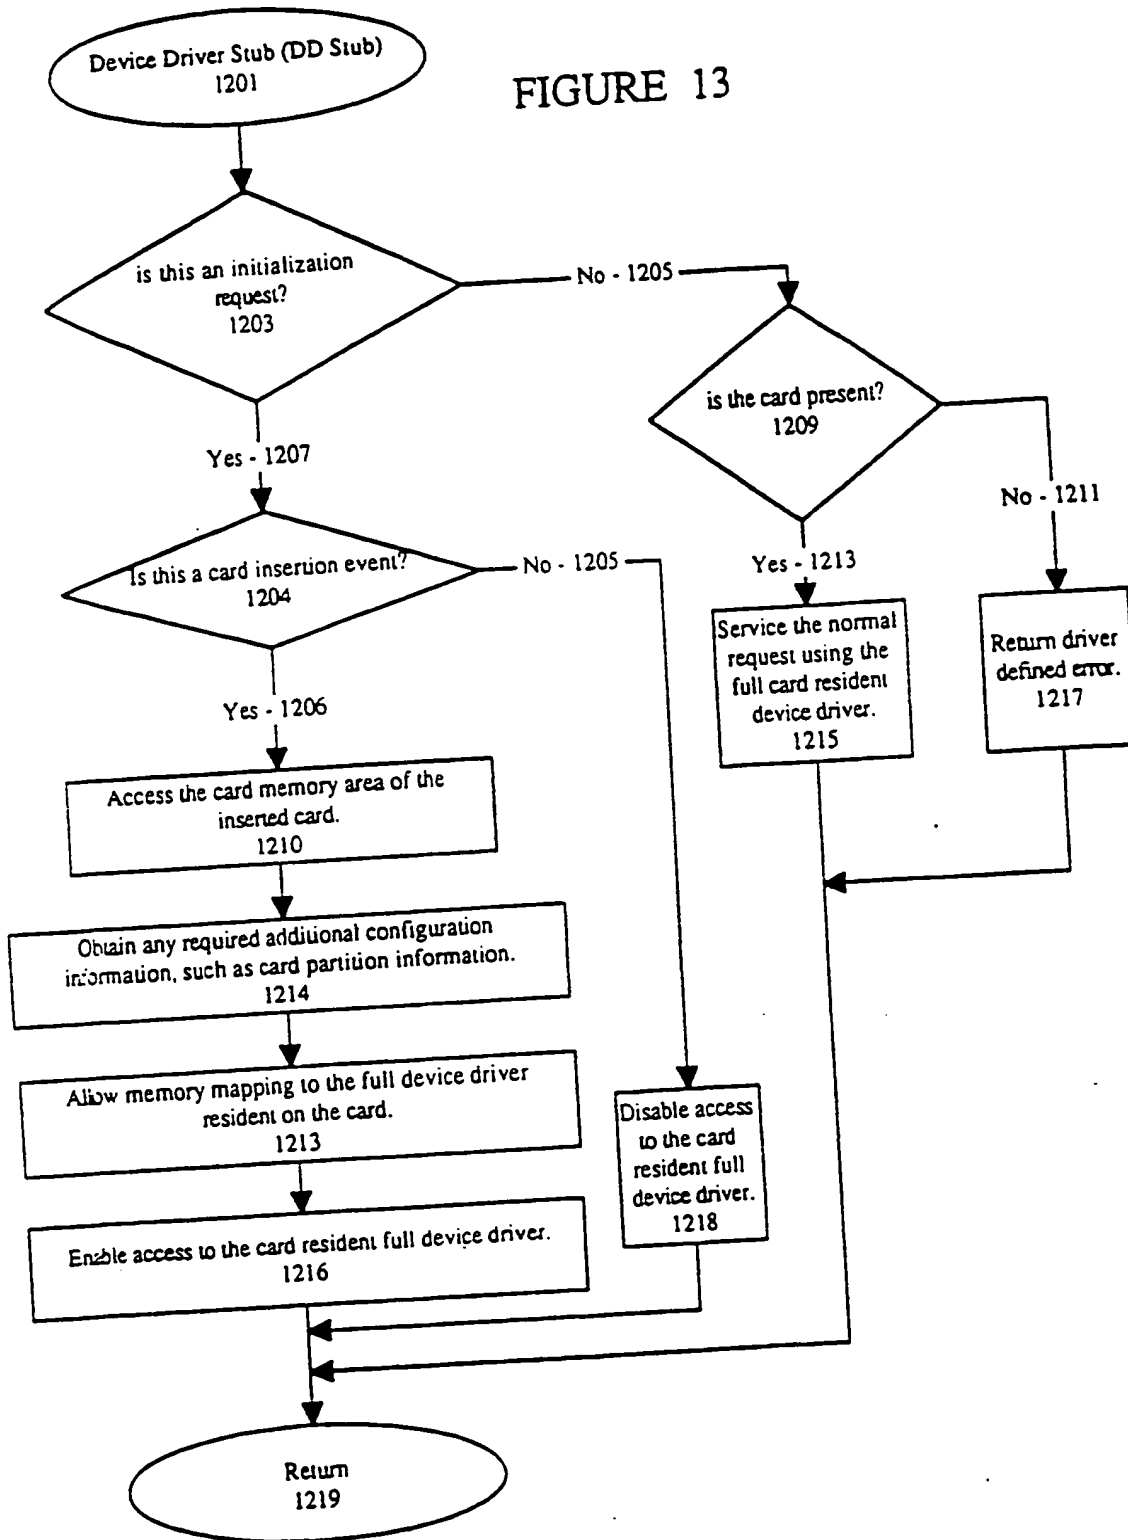 Device Driver Stub (DD Stub)
1201
FIGURE 13
is this an initialization
request?
1203
No - 1205
is the card present?
1209
Yes - 1207
No - 1211
Is this a card insertion event?
1204
No - 1205
Yes - 1213
Service the normal
request using the
full card resident
device driver.
1215
Return driver
defined error.
1217
Yes - 1206
Access the card memory area of the
inserted card.
1210
Obtain any required additional configuration
information, such as card partition information.
1214
Allow memory mapping to the full device driver
resident on the card.
1213
Disable access
to the card
resident full
device driver.
1218
Enable access to the card resident full device driver.
1216
Return
1219